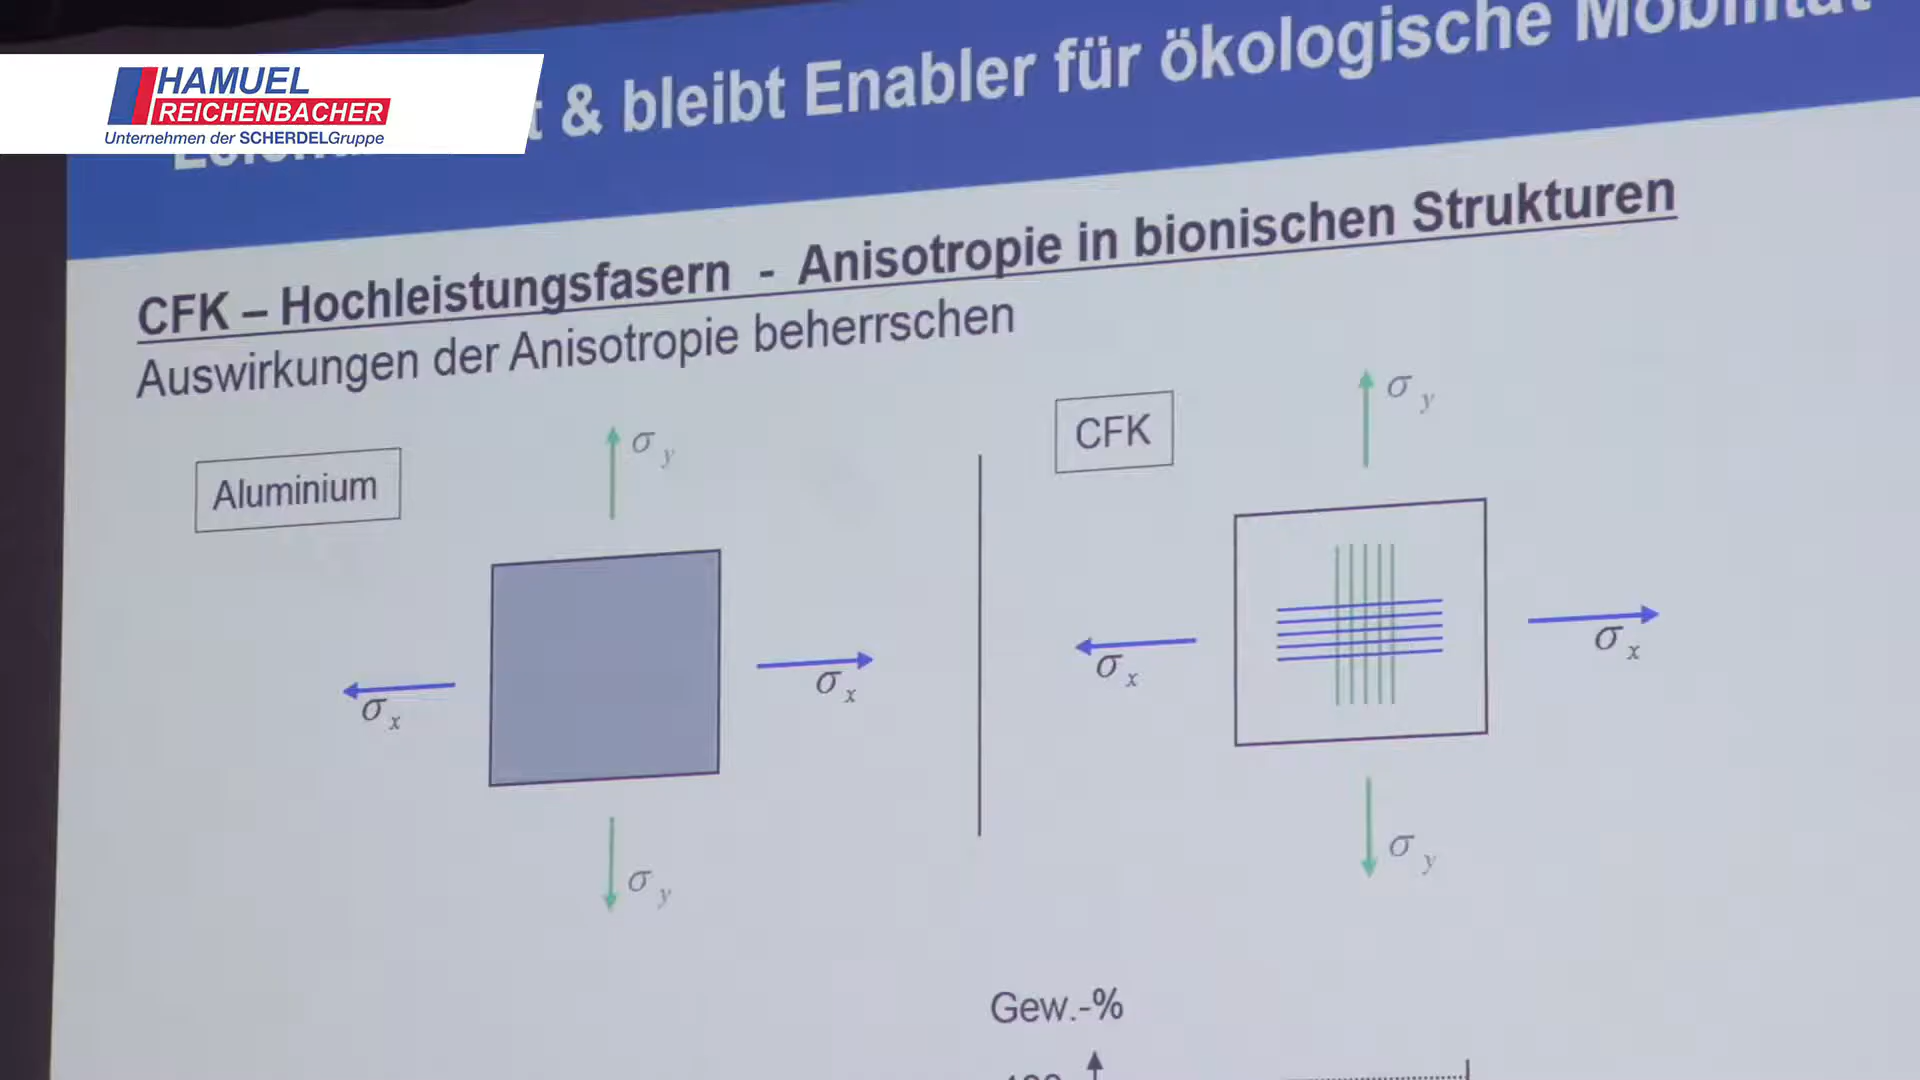 HAMUEL
REICHENBACHER
Unternehmen der SCHERDELGruppe
& bleibt Enabler für ökologische Mobilität
CFK – Hochleistungsfasern - Anisotropie in bionischen Strukturen
Auswirkungen der Anisotropie beherrschen
Aluminium
σ y
σ x
σ x
σ y
CFK
σ y
σ x
σ x
σ y
Gew.-%